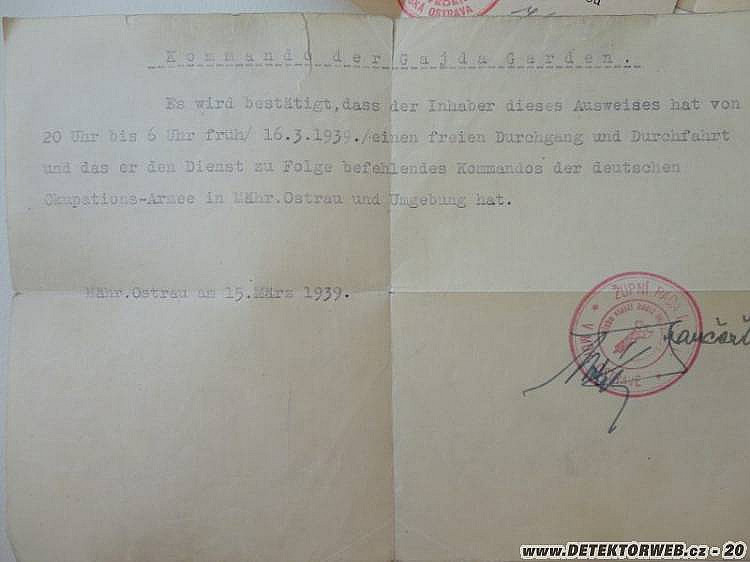 KÁ OSTRAVA
Kommando der Gajda Garden.
Es wird bestätigt,dass der Inhaber dieses Ausweises hat von
20 Uhr bis 6 Uhr früh/ 16.3.1939./einen freien Durchgang und Durchfahrt
und das er den Dienst zu Folge befehlendes Kommandos der deutschen
Okupations-Armee in Mähr.Ostrau und Umgebung hat.
Mähr.Ostrau am 15.März 1939.
ŽUPNÍ RADA
www.DETEKTORWEB.cz - 20